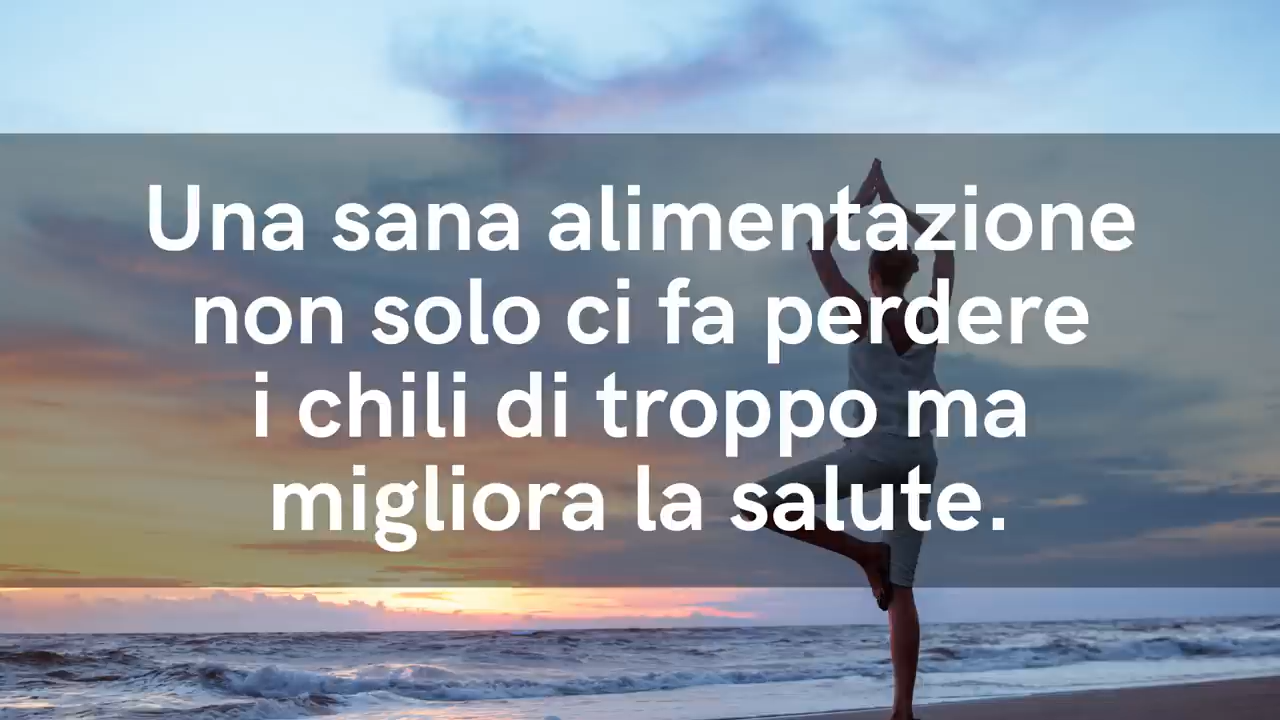 Una sana alimentazione
non solo ci fa perdere
i chili di troppo ma
migliora la salute.